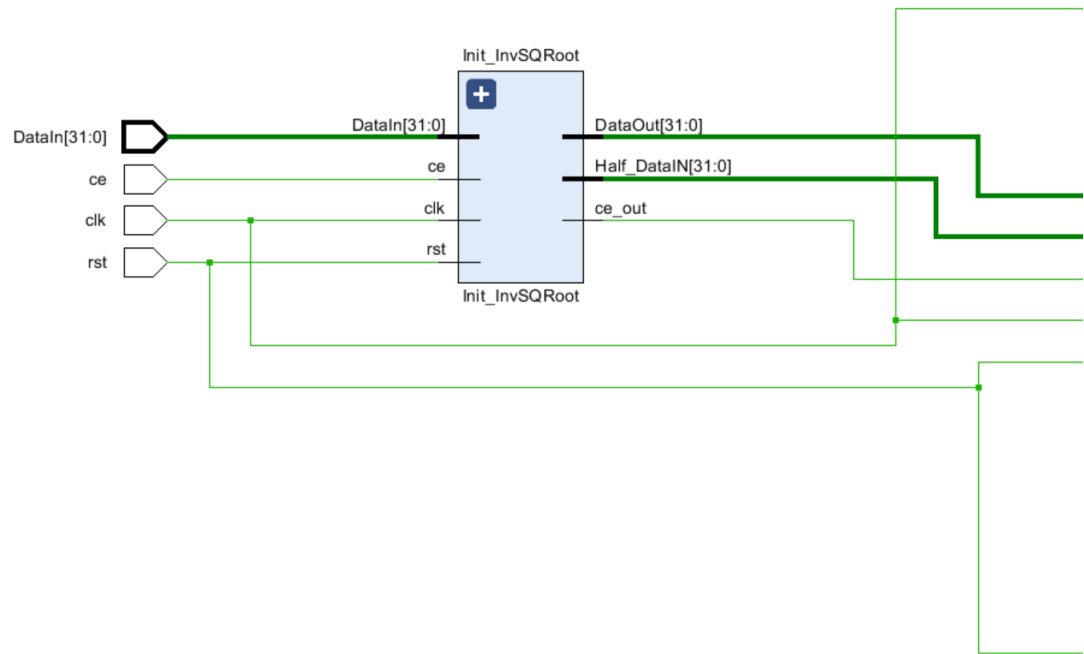 Init_InvSQRoot
DataIn[31:0]
DataIn[31:0]
DataOut[31:0]
ce
ce
Half_DataIN[31:0]
clk
clk
ce_out
rst
rst
Init_InvSQRoot